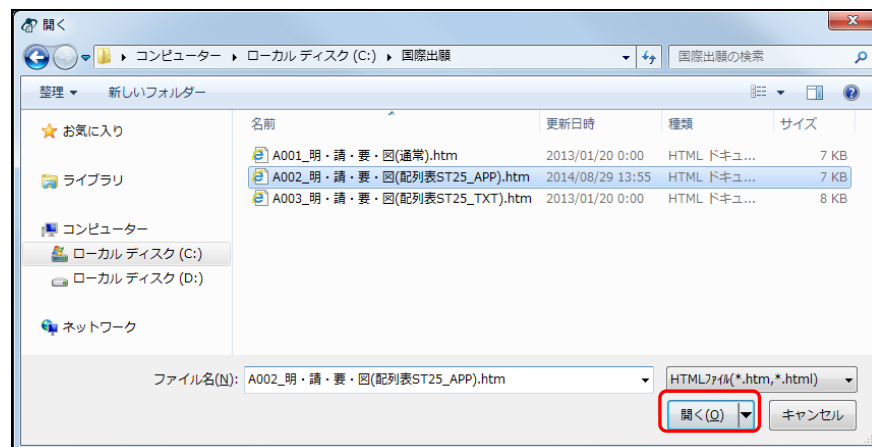 開く
コンピューター ▸ ローカル ディスク (C:) ▸ 国際出願
国際出願の検索
整理 ▼ 新しいフォルダー
名前 更新日時 種類 サイズ
お気に入り
A001_明・請・要・図(通常).htm 2013/01/20 0:00 HTML ドキュ... 7 KB
A002_明・請・要・図(配列表ST25_APP).htm 2014/08/29 13:55 HTML ドキュ... 7 KB
A003_明・請・要・図(配列表ST25_TXT).htm 2013/01/20 0:00 HTML ドキュ... 8 KB
ライブラリ
コンピューター
ローカル ディスク (C:)
ローカル ディスク (D:)
ネットワーク
ファイル名(N): A002_明・請・要・図(配列表ST25_APP).htm HTMLファイル(*.htm,*.html)
開く(O) キャンセル